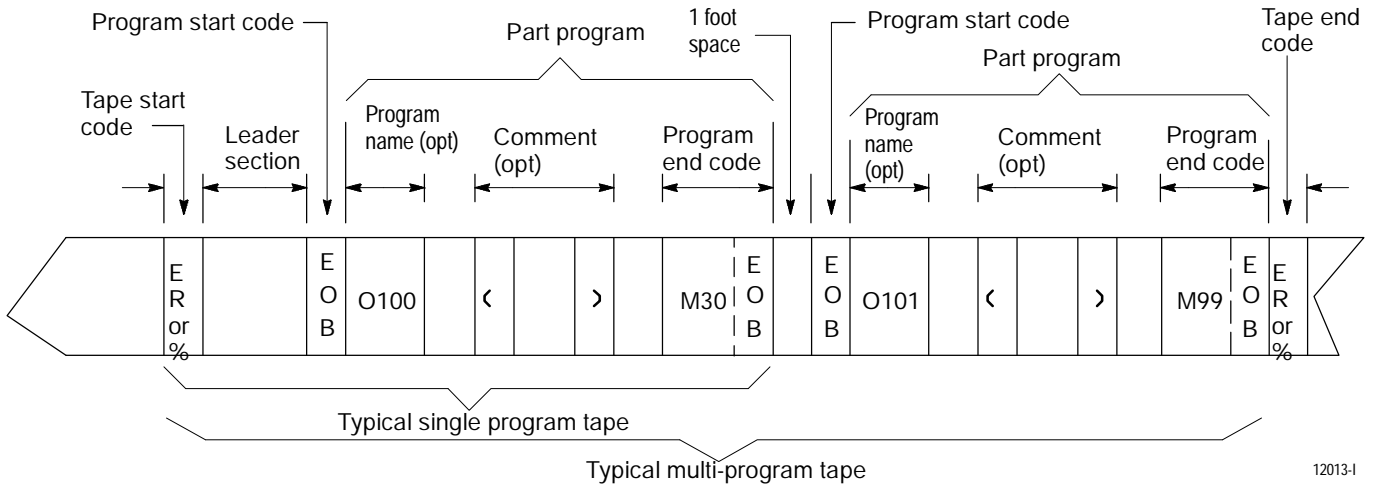 Program start code
Part program
1 foot
space
Program start code
Tape end
code
Part program
Tape start
code
Leader
section
Program
name (opt)
Comment
(opt)
Program
end code
Program
name
(opt)
Comment
(opt)
Program
end code
E
R
or
%
E
O
B
O100
(
)
M30
E
O
B
E
O
B
O101
(
)
M99
E
O
B
E
R
or
%
Typical single program tape
Typical multi-program tape
12013-I